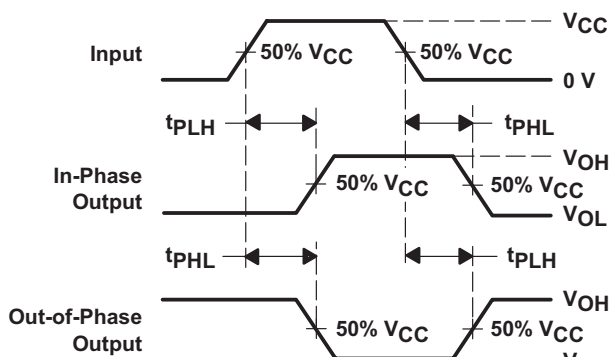 VCC
Input
50% VCC
50% VCC
0 V
tPLH
tPHL
In-Phase
Output
VOH
50% VCC
50% VCC
VOL
tPHL
tPLH
Out-of-Phase
Output
VOH
50% VCC
50% VCC